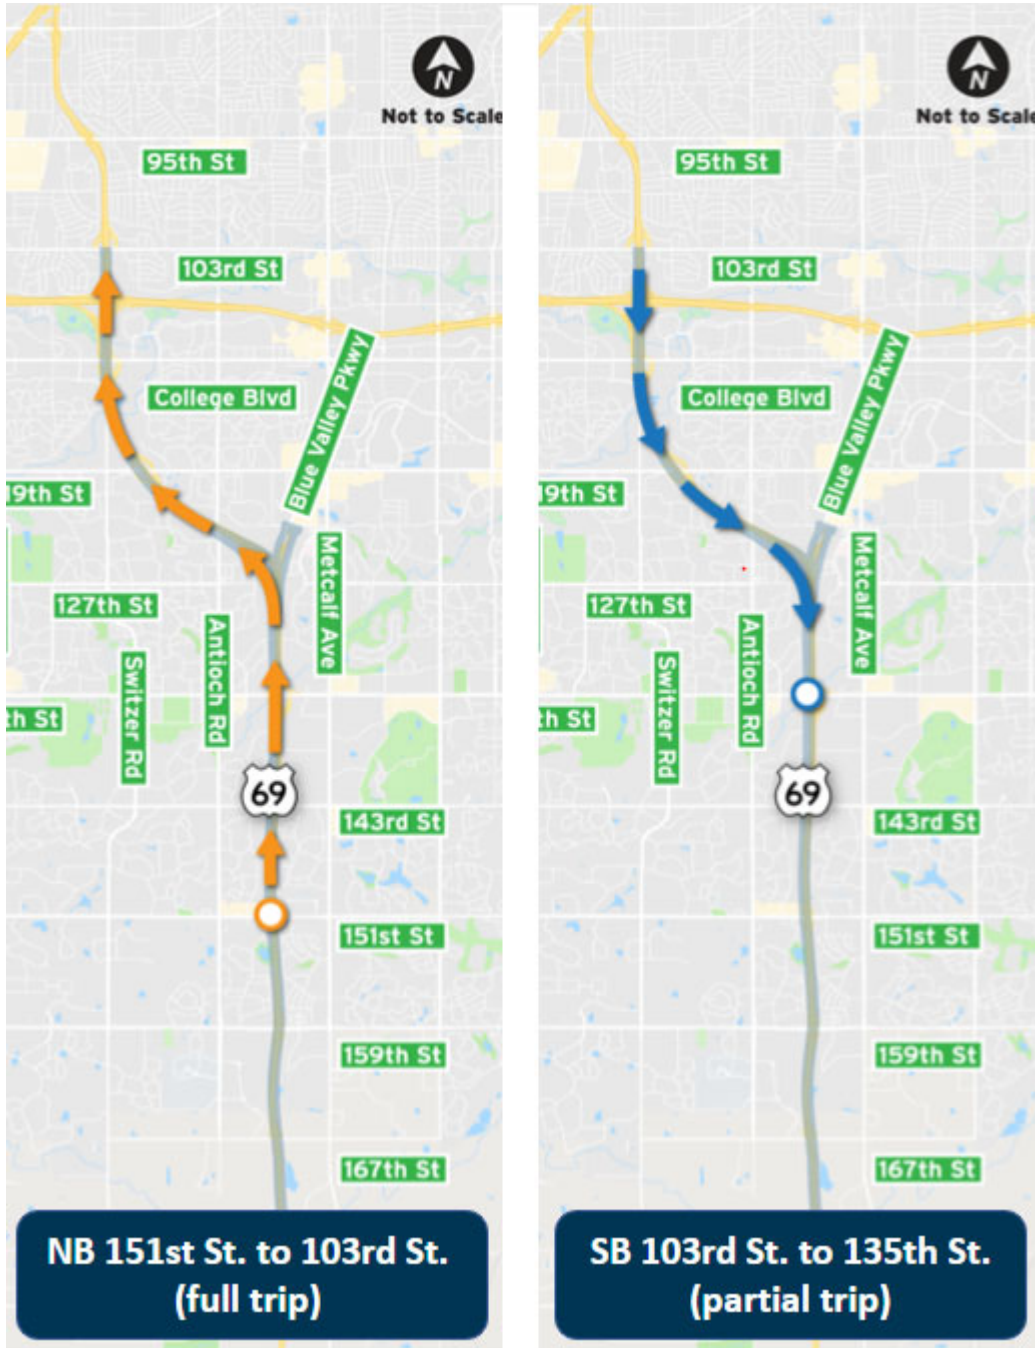 N
Not to Scale
95th St
103rd St
College Blvd
Blue Valley Pkwy
19th St
Metcalf Ave
127th St
Antioch Rd
Switzer Rd
th St
69
143rd St
151st St
159th St
167th St
NB 151st St. to 103rd St.
(full trip)
N
Not to Scale
95th St
103rd St
College Blvd
Blue Valley Pkwy
19th St
Metcalf Ave
127th St
Antioch Rd
Switzer Rd
th St
69
143rd St
151st St
159th St
167th St
SB 103rd St. to 135th St.
(partial trip)